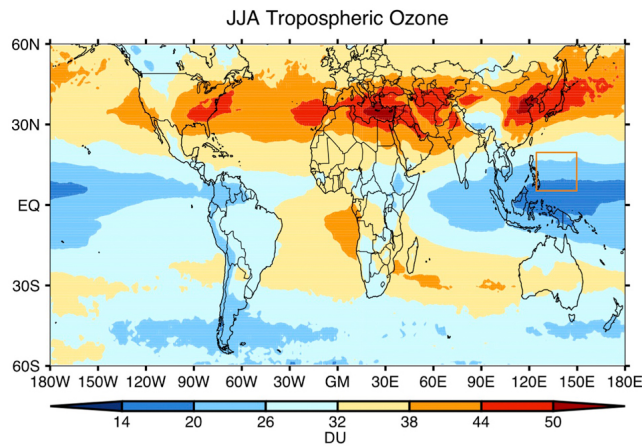 JJA Tropospheric Ozone
60N
30N
EQ
30S
60S
180W 150W 120W 90W 60W 30W GM 30E 60E 90E 120E 150E 180E
14 20 26 32 38 44 50
DU